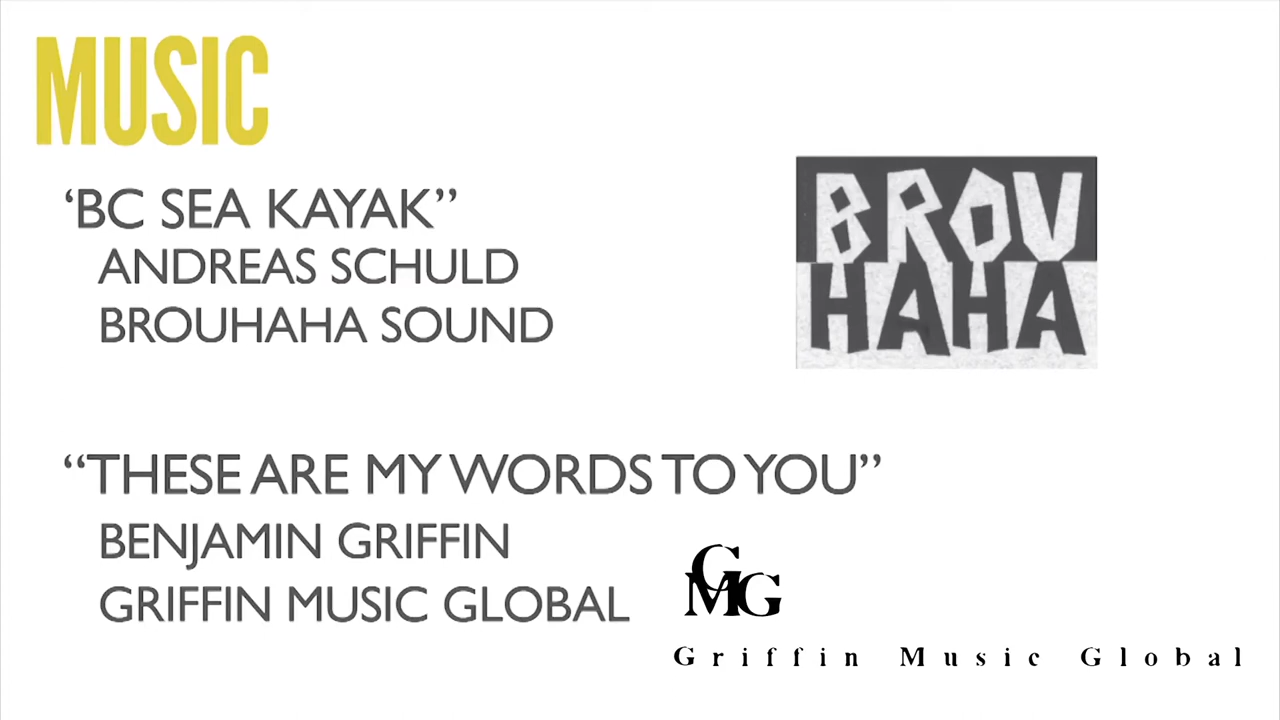 MUSIC
‘BC SEA KAYAK”
ANDREAS SCHULD
BROUHAHA SOUND
BROU
HAHA
“THESE ARE MY WORDS TO YOU”
BENJAMIN GRIFFIN
GRIFFIN MUSIC GLOBAL
GMG
Griffin Music Global